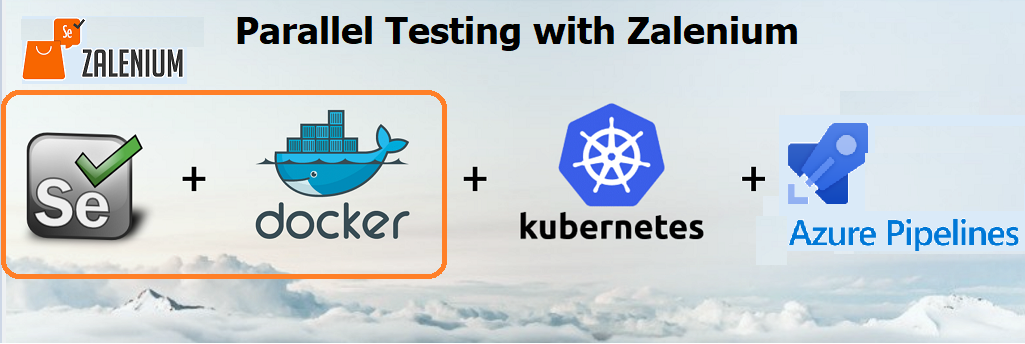 Parallel Testing with Zalenium
Se
ZALENIUM
Se
+
docker
+
kubernetes
+
Azure Pipelines